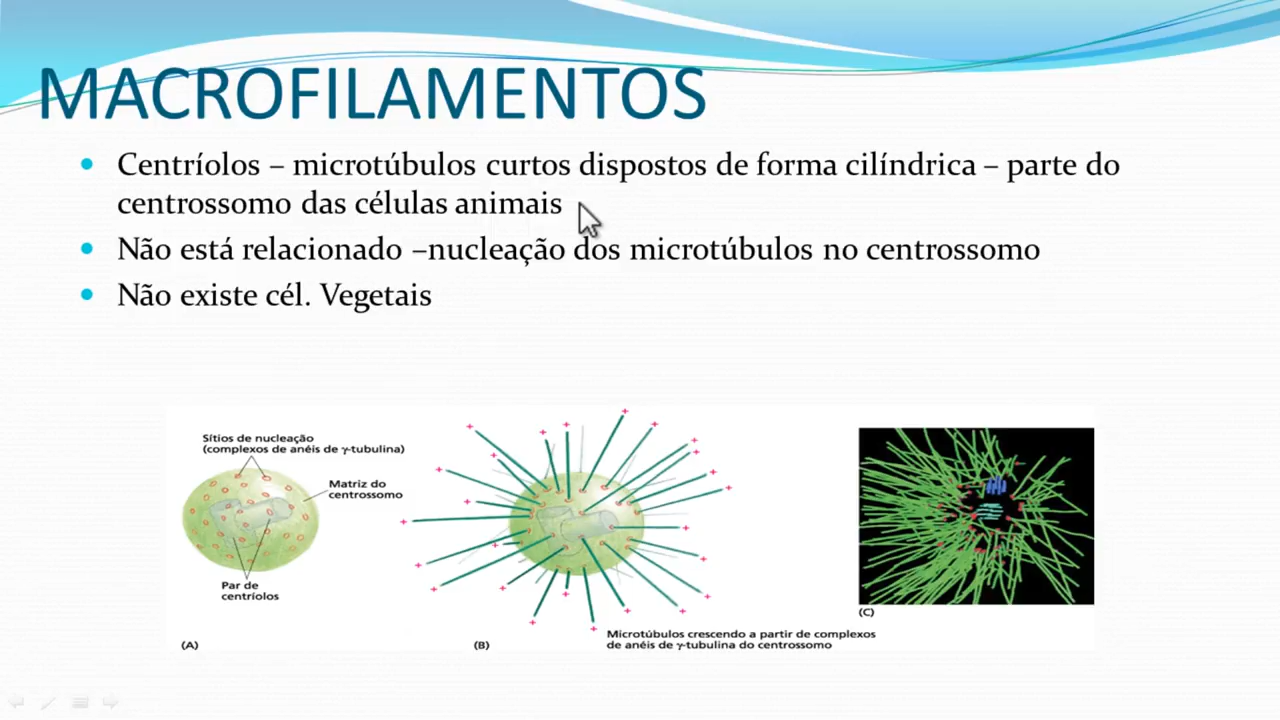 MACROFILAMENTOS
Centríolos – microtúbulos curtos dispostos de forma cilíndrica – parte do
centrossomo das células animais
Não está relacionado –nucleação dos microtúbulos no centrossomo
Não existe cél. Vegetais
Sítios de nucleação
(complexos de anéis de γ-tubulina)
Matriz do
centrossomo
Par de
centríolos
(A)
(B)
Microtúbulos crescendo a partir de complexos
de anéis de γ-tubulina do centrossomo
(C)